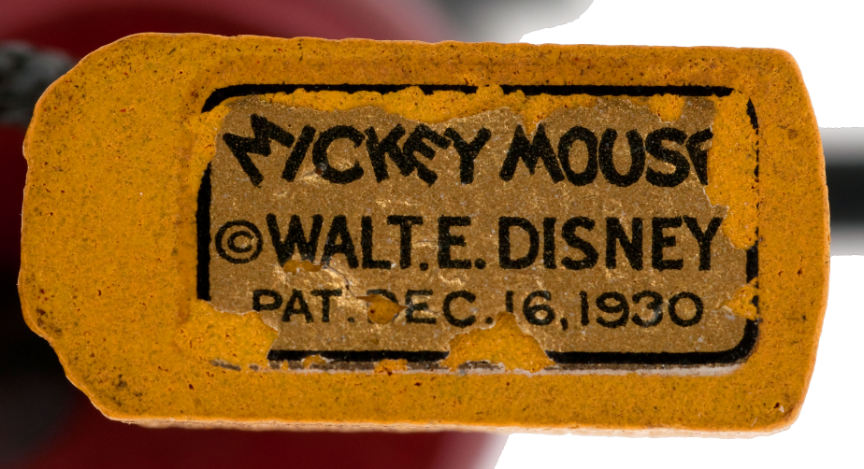 MICKEY MOUSE
© WALT. E. DISNEY
PAT. DEC. 16, 1930